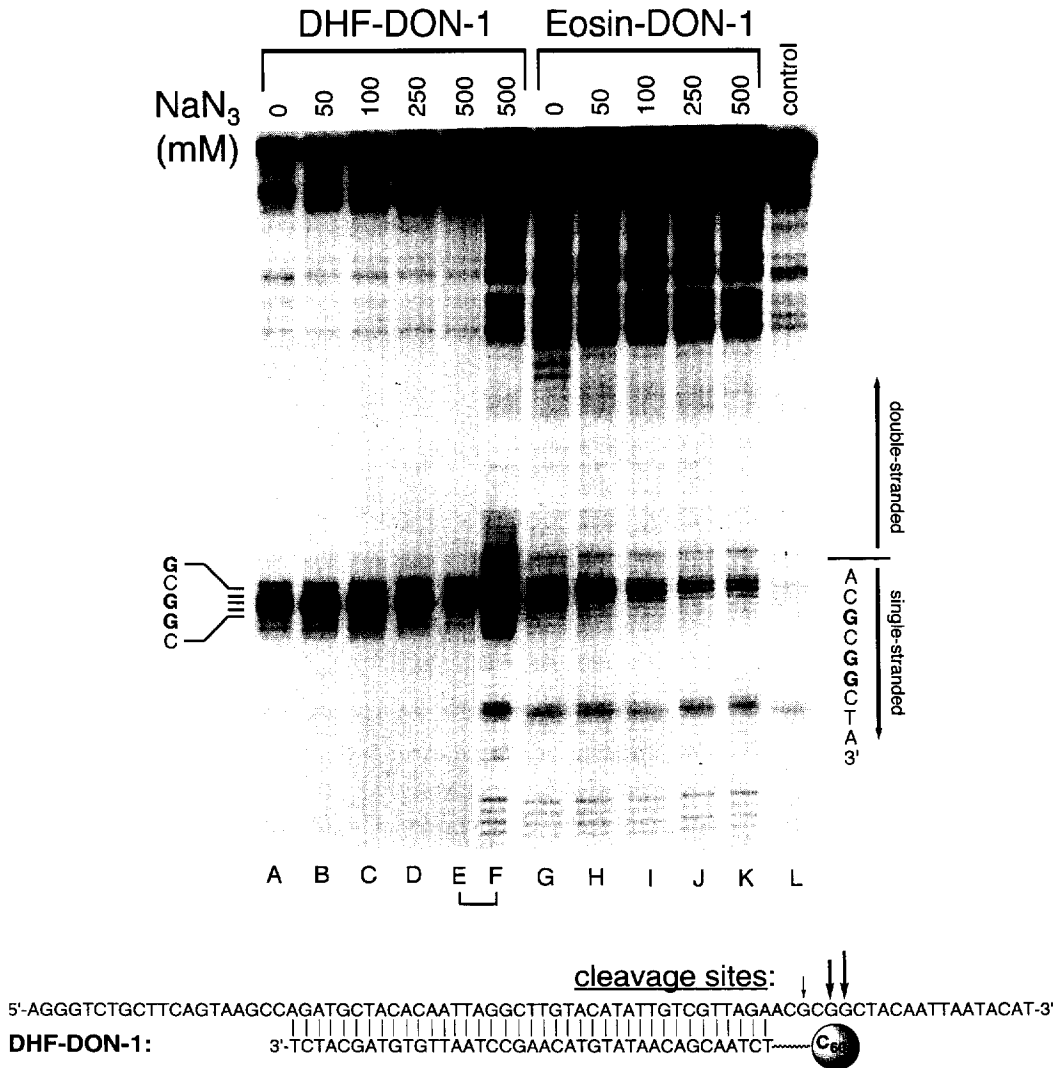 DHF-DON-1 Eosin-DON-1
NaN3 (mM)
0 50 100 250 500 500 0 50 100 250 500 control
double-stranded
single-stranded
G
C
G
G
C
A
C
G
C
G
G
C
T
A
3'
A B C D E F G H I J K L
cleavage sites:
5'-AGGGTCTGCTTCAGTAAGCCAGATGCTACACAATTAGGCTTGTACATATTGTCGTTAGAACGCGGCTACAATTAATACAT-3'
DHF-DON-1: 3'-TCTACGATGTGTTAATCCGAACATGTATAACAGCAATCT
C60